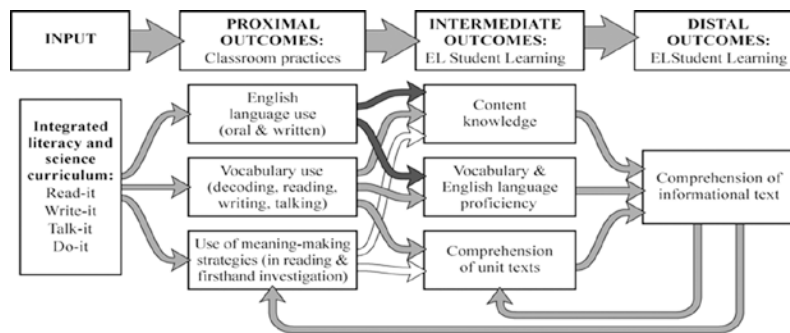 INPUT
PROXIMAL
OUTCOMES:
Classroom practices
INTERMEDIATE
OUTCOMES:
EL Student Learning
DISTAL
OUTCOMES:
ELStudent Learning
Integrated
literacy and
science
curriculum:
Read-it
Write-it
Talk-it
Do-it
English
language use
(oral & written)
Vocabulary use
(decoding, reading,
writing, talking)
Use of meaning-making
strategies (in reading &
firsthand investigation)
Content
knowledge
Vocabulary &
English language
proficiency
Comprehension
of unit texts
Comprehension of
informational text